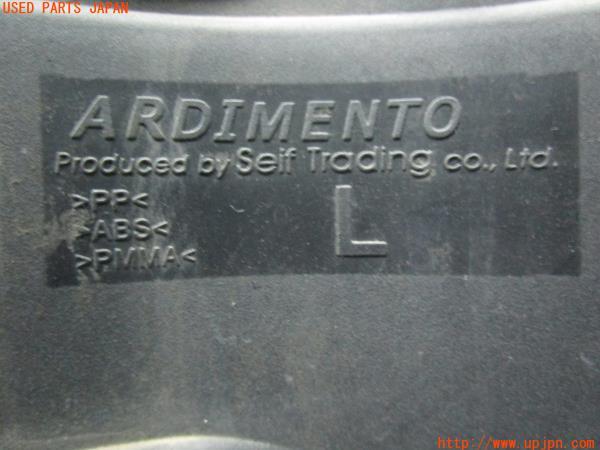 USED PARTS JAPAN
ARDIMENTO
Produced by Seif Trading co., Ltd.
>PP<
>ABS<
>PMMA<
L
http://www.upjpn.com